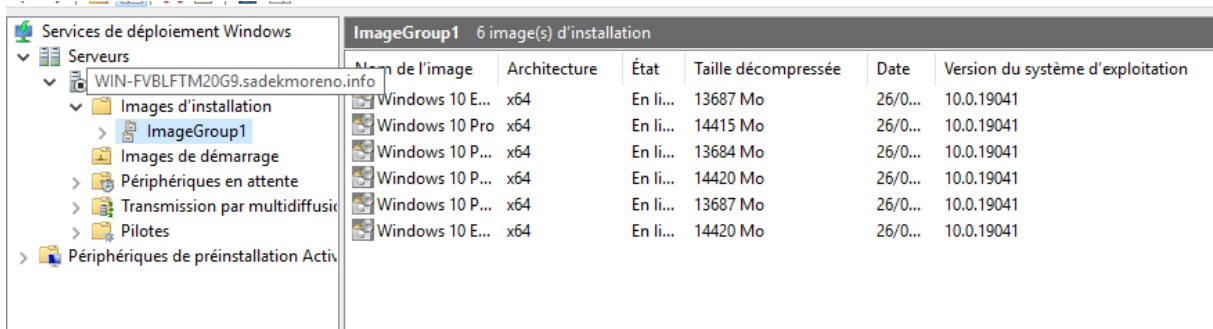 Services de déploiement Windows
Serveurs
WIN-FVBLFTM20G9.sadekmoreno.info
Images d'installation
ImageGroup1
Images de démarrage
Périphériques en attente
Transmission par multidiffusic
Pilotes
Périphériques de préinstallation Activ
ImageGroup1 6 image(s) d'installation
Nom de l'image Architecture État Taille décompressée Date Version du système d'exploitation
Windows 10 E... x64 En li... 13687 Mo 26/0... 10.0.19041
Windows 10 Pro x64 En li... 14415 Mo 26/0... 10.0.19041
Windows 10 P... x64 En li... 13684 Mo 26/0... 10.0.19041
Windows 10 P... x64 En li... 14420 Mo 26/0... 10.0.19041
Windows 10 P... x64 En li... 13687 Mo 26/0... 10.0.19041
Windows 10 E... x64 En li... 14420 Mo 26/0... 10.0.19041